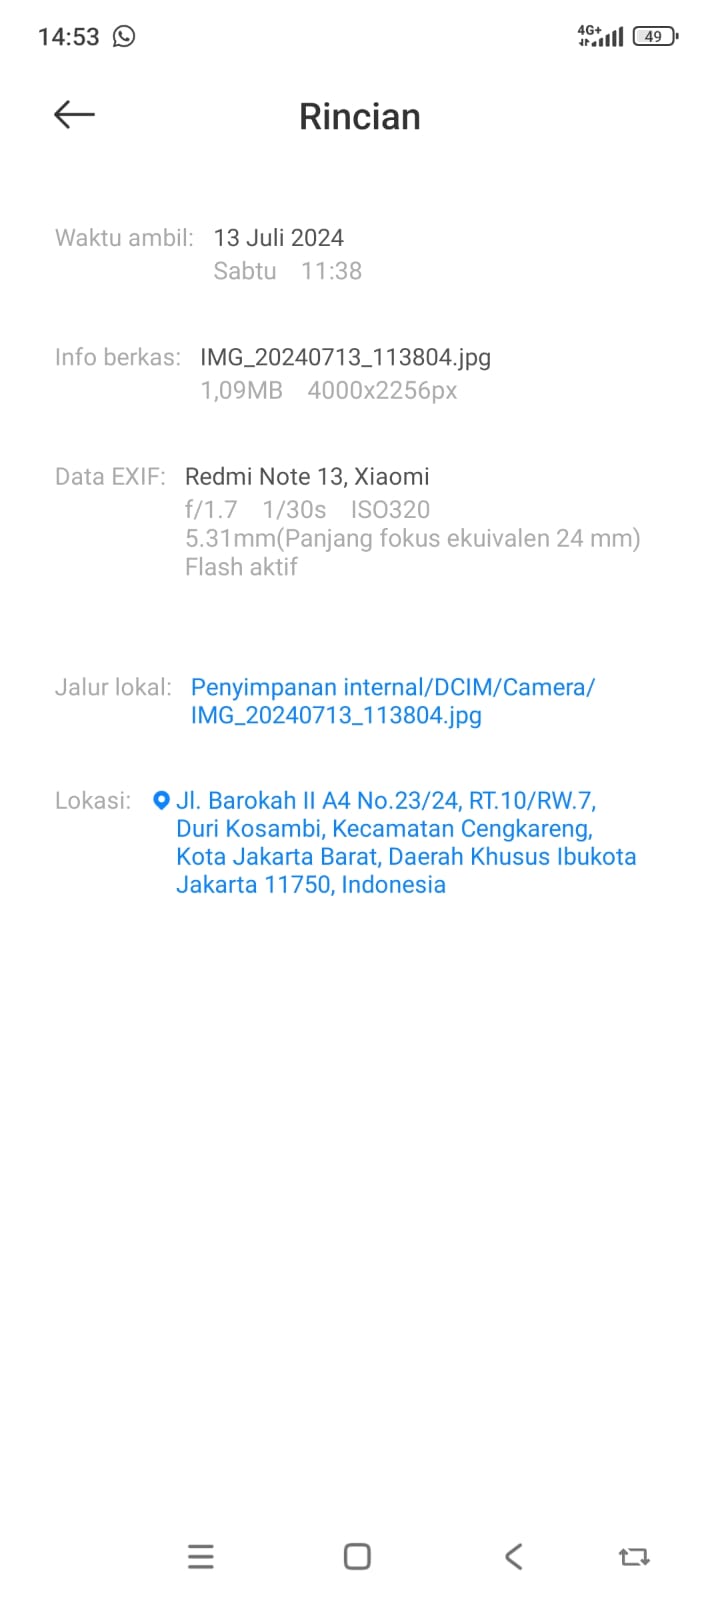 14:53 4G+ 49
Rincian
Waktu ambil: 13 Juli 2024
Sabtu 11:38
Info berkas: IMG_20240713_113804.jpg
1,09MB 4000x2256px
Data EXIF: Redmi Note 13, Xiaomi
f/1.7 1/30s ISO320
5.31mm(Panjang fokus ekuivalen 24 mm)
Flash aktif
Jalur lokal: Penyimpanan internal/DCIM/Camera/
IMG_20240713_113804.jpg
Lokasi: Jl. Barokah II A4 No.23/24, RT.10/RW.7,
Duri Kosambi, Kecamatan Cengkareng,
Kota Jakarta Barat, Daerah Khusus Ibukota
Jakarta 11750, Indonesia